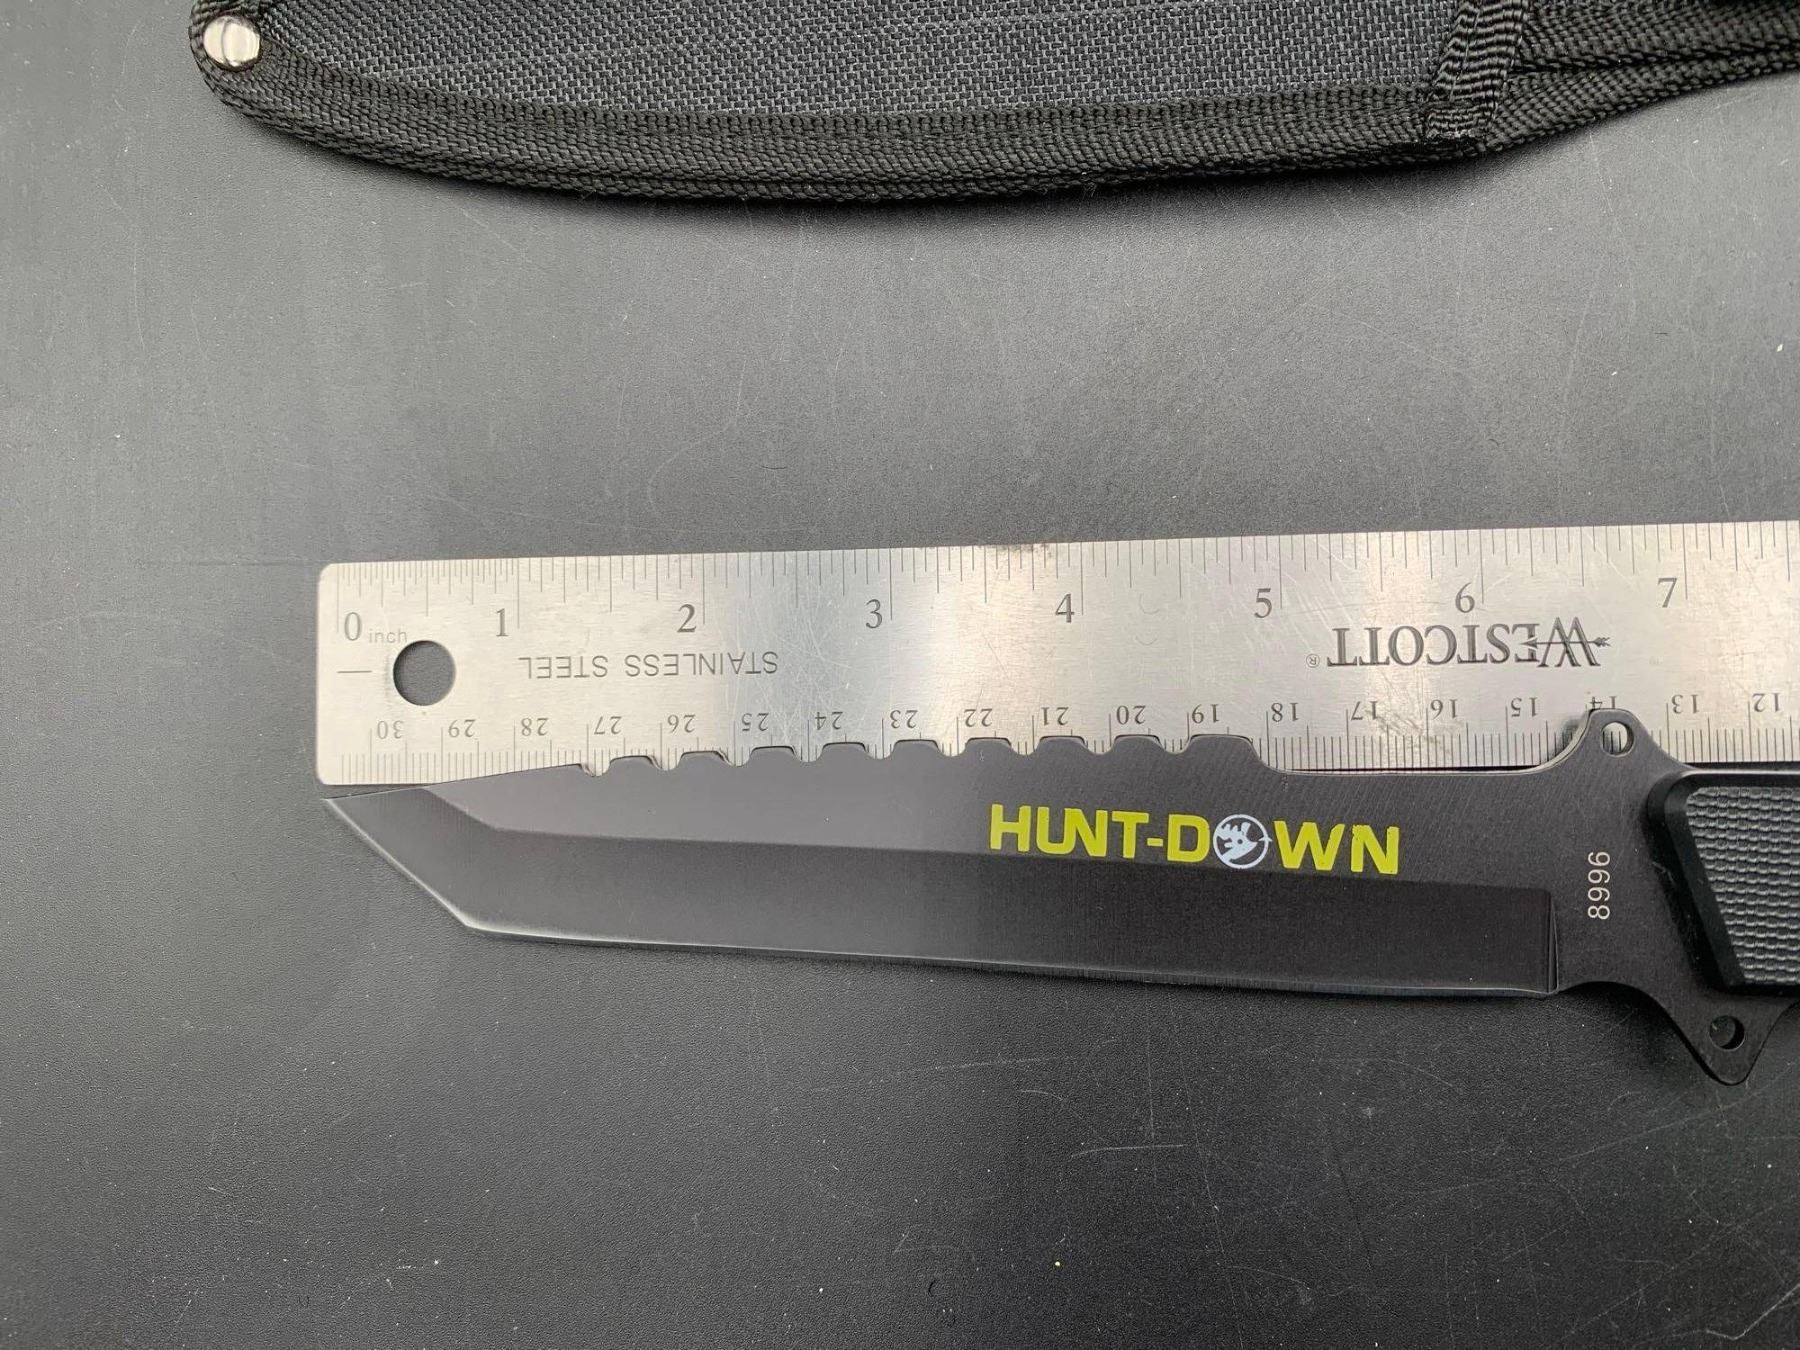 0 inch 1 2 3 4 5 6 7
WESTCOTT ®
STAINLESS STEEL
30 29 28 27 26 25 24 23 22 21 20 19 18 17 16 15 14 13 12
HUNT-DOWN
8996